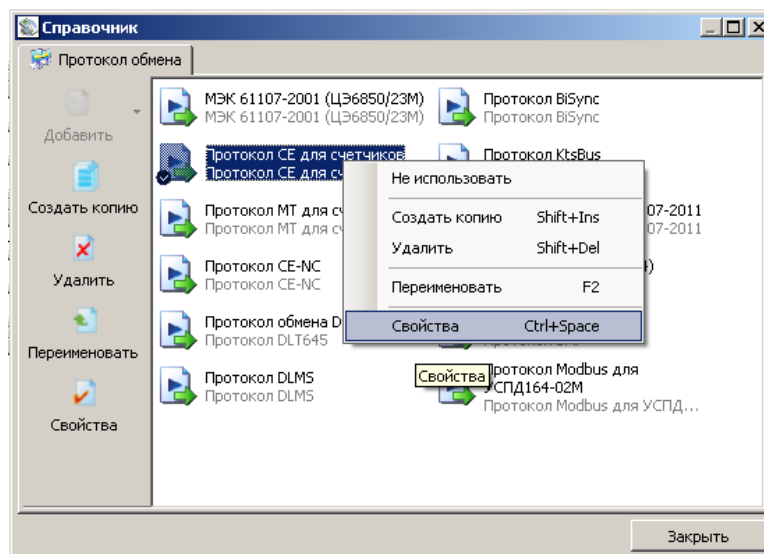 Справочник
Протокол обмена
Добавить
Создать копию
Удалить
Переименовать
Свойства
МЭК 61107-2001 (ЦЭ6850/23М)
МЭК 61107-2001 (ЦЭ6850/23М)
Протокол CE для счетчиков
Протокол CE для сч
Протокол МТ для сч
Протокол МТ для сч
Протокол CE-NC
Протокол CE-NC
Протокол обмена D
Протокол DLT645
Протокол DLMS
Протокол DLMS
Протокол BiSync
Протокол BiSync
Протокол KtsBus
07-2011
07-2011
)
Протокол Modbus для
УСПД164-02М
Протокол Modbus для УСПД...
Не использовать
Создать копию Shift+Ins
Удалить Shift+Del
Переименовать F2
Свойства Ctrl+Space
Свойства
Закрыть